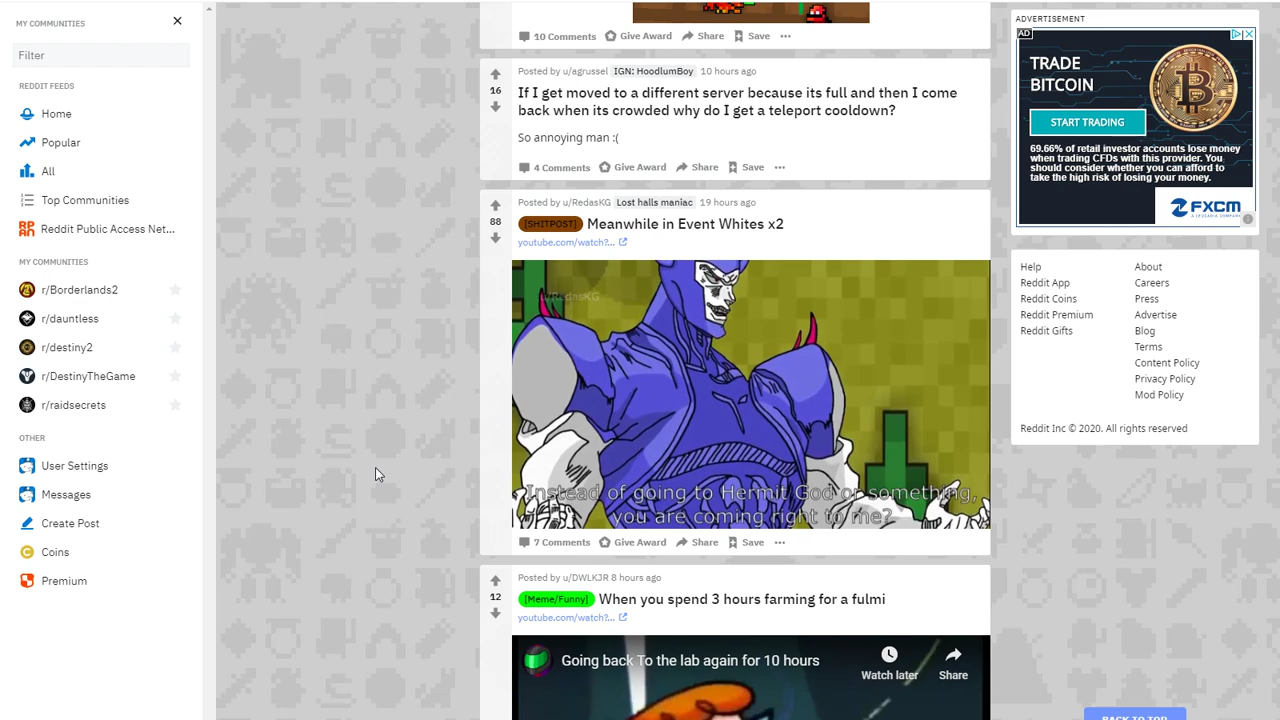 MY COMMUNITIES
Filter
REDDIT FEEDS
Home
Popular
All
Top Communities
Reddit Public Access Net...
MY COMMUNITIES
r/Borderlands2
r/dauntless
r/destiny2
r/DestinyTheGame
r/raidsecrets
OTHER
User Settings
Messages
Create Post
Coins
Premium
10 Comments Give Award Share Save
16
Posted by u/agrussel IGN: HoodlumBoy 10 hours ago
If I get moved to a different server because its full and then I come
back when its crowded why do I get a teleport cooldown?
So annoying man :(
4 Comments Give Award Share Save
88
Posted by u/RedasKG Lost halls maniac 19 hours ago
[SHITPOST] Meanwhile in Event Whites x2
youtube.com/watch?...
u/RedasKG
Instead of going to Hermit God or something,
you are coming right to me?
7 Comments Give Award Share Save
12
Posted by u/DWLKJR 8 hours ago
[Meme/Funny] When you spend 3 hours farming for a fulmi
youtube.com/watch?...
Going back To the lab again for 10 hours
Watch later Share
ADVERTISEMENT
AD
TRADE
BITCOIN
START TRADING
69.66% of retail investor accounts lose money
when trading CFDs with this provider. You
should consider whether you can afford to
take the high risk of losing your money.
FXCM
Help About
Reddit App Careers
Reddit Coins Press
Reddit Premium Advertise
Reddit Gifts Blog
Terms
Content Policy
Privacy Policy
Mod Policy
Reddit Inc © 2020. All rights reserved
BACK TO TOP